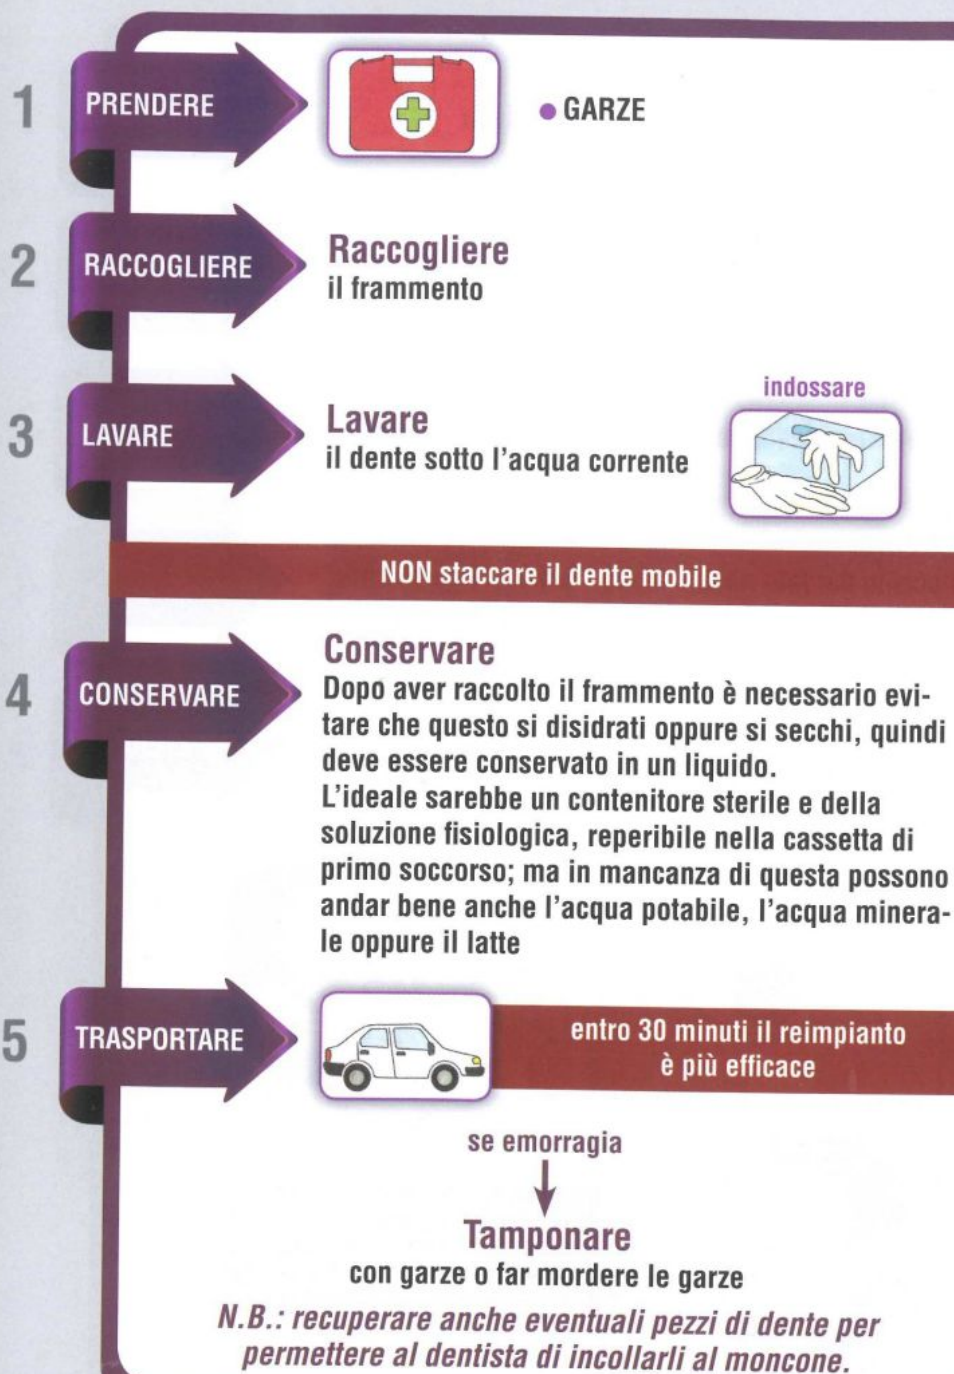 1
PRENDERE
• GARZE
2
RACCOGLIERE
Raccogliere
il frammento
3
LAVARE
Lavare
il dente sotto l'acqua corrente
indossare
NON staccare il dente mobile
4
CONSERVARE
Conservare
Dopo aver raccolto il frammento è necessario evi-
tare che questo si disidrati oppure si secchi, quindi
deve essere conservato in un liquido.
L'ideale sarebbe un contenitore sterile e della
soluzione fisiologica, reperibile nella cassetta di
primo soccorso; ma in mancanza di questa possono
andar bene anche l'acqua potabile, l'acqua minera-
le oppure il latte
5
TRASPORTARE
entro 30 minuti il reimpianto
è più efficace
se emorragia
Tamponare
con garze o far mordere le garze
N.B.: recuperare anche eventuali pezzi di dente per
permettere al dentista di incollarli al moncone.